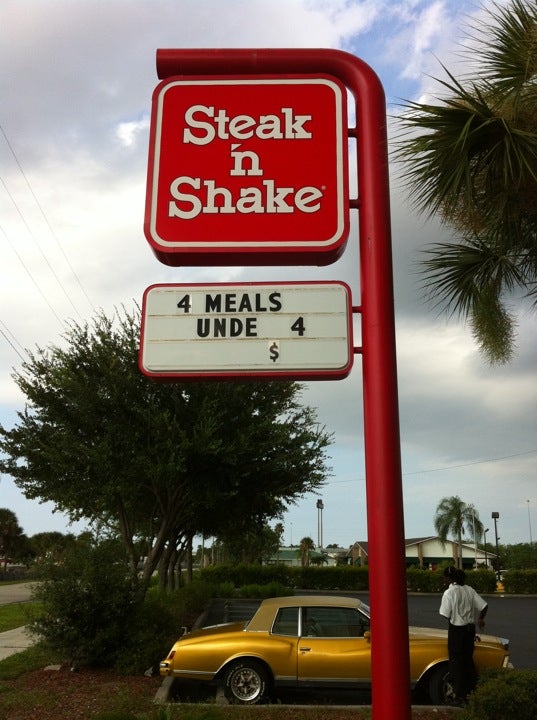 Steak
'n
Shake
4 MEALS
UNDE 4
$